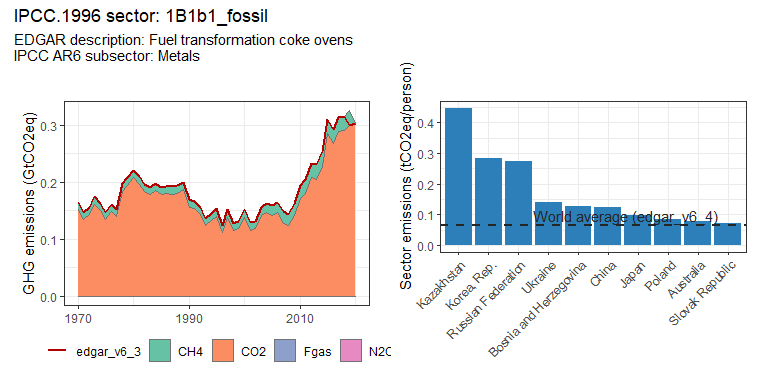 IPCC.1996 sector: 1B1b1_fossil
EDGAR description: Fuel transformation coke ovens
IPCC AR6 subsector: Metals
GHG emissions (GtCO2eq)
0.3
0.2
0.1
0.0
1970
1990
2010
edgar_v6_3
CH4
CO2
Fgas
N2O
Sector emissions (tCO2eq/person)
0.4
0.3
0.2
0.1
0.0
World average (edgar_v6_4)
Kazakhstan
Korea, Rep.
Russian Federation
Ukraine
Bosnia and Herzegovina
China
Japan
Poland
Australia
Slovak Republic